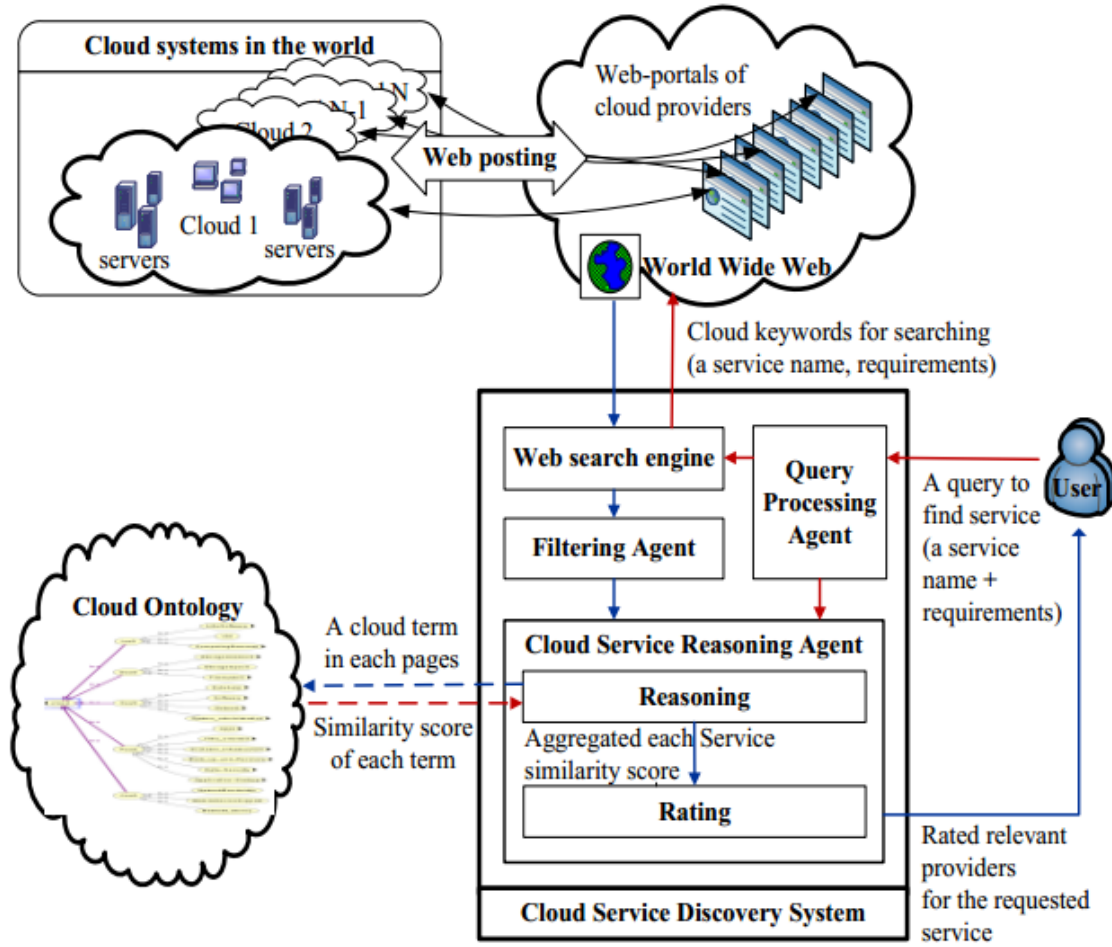 Cloud systems in the world
N
N-1
Cloud 2
Cloud 1
servers
servers
Web posting
Web-portals of
cloud providers
World Wide Web
Cloud keywords for searching
(a service name, requirements)
Web search engine
Query
Processing
Agent
Filtering Agent
User
A query to
find service
(a service
name +
requirements)
Cloud Ontology
A cloud term
in each pages
Similarity score
of each term
Cloud Service Reasoning Agent
Reasoning
Aggregated each Service
similarity score
Rating
Rated relevant
providers
for the requested
service
Cloud Service Discovery System